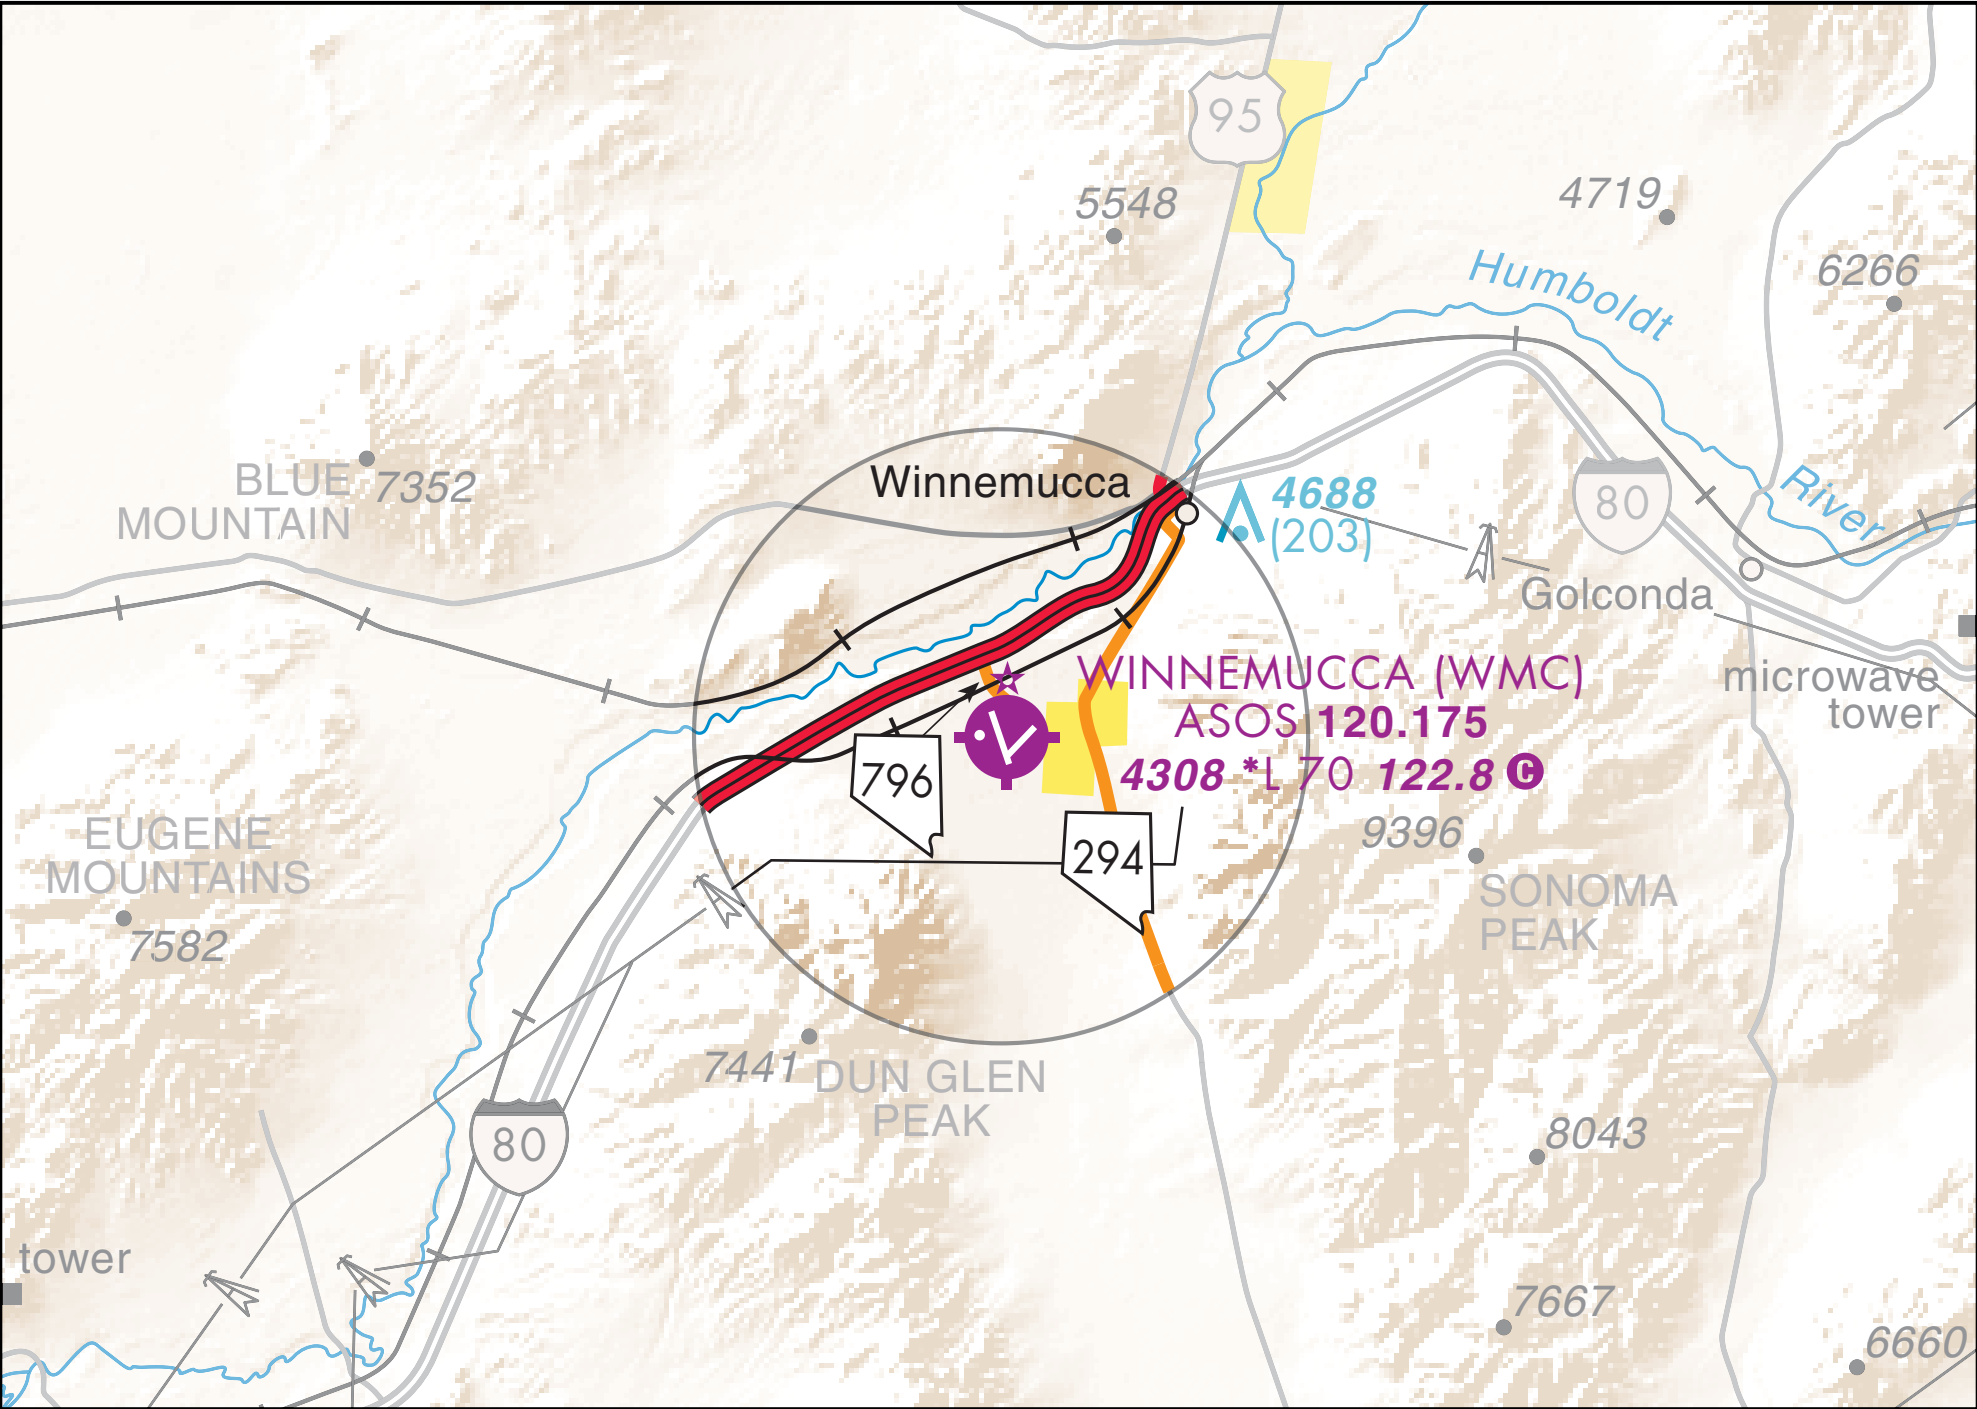 95
5548
4719
6266
Humboldt
BLUE
MOUNTAIN
7352
Winnemucca
4688
(203)
80
River
Golconda
WINNEMUCCA (WMC)
ASOS 120.175
4308 *L 70 122.8 C
microwave
tower
796
294
9396
EUGENE
MOUNTAINS
7582
SONOMA
PEAK
7441
DUN GLEN
PEAK
80
8043
tower
7667
6660